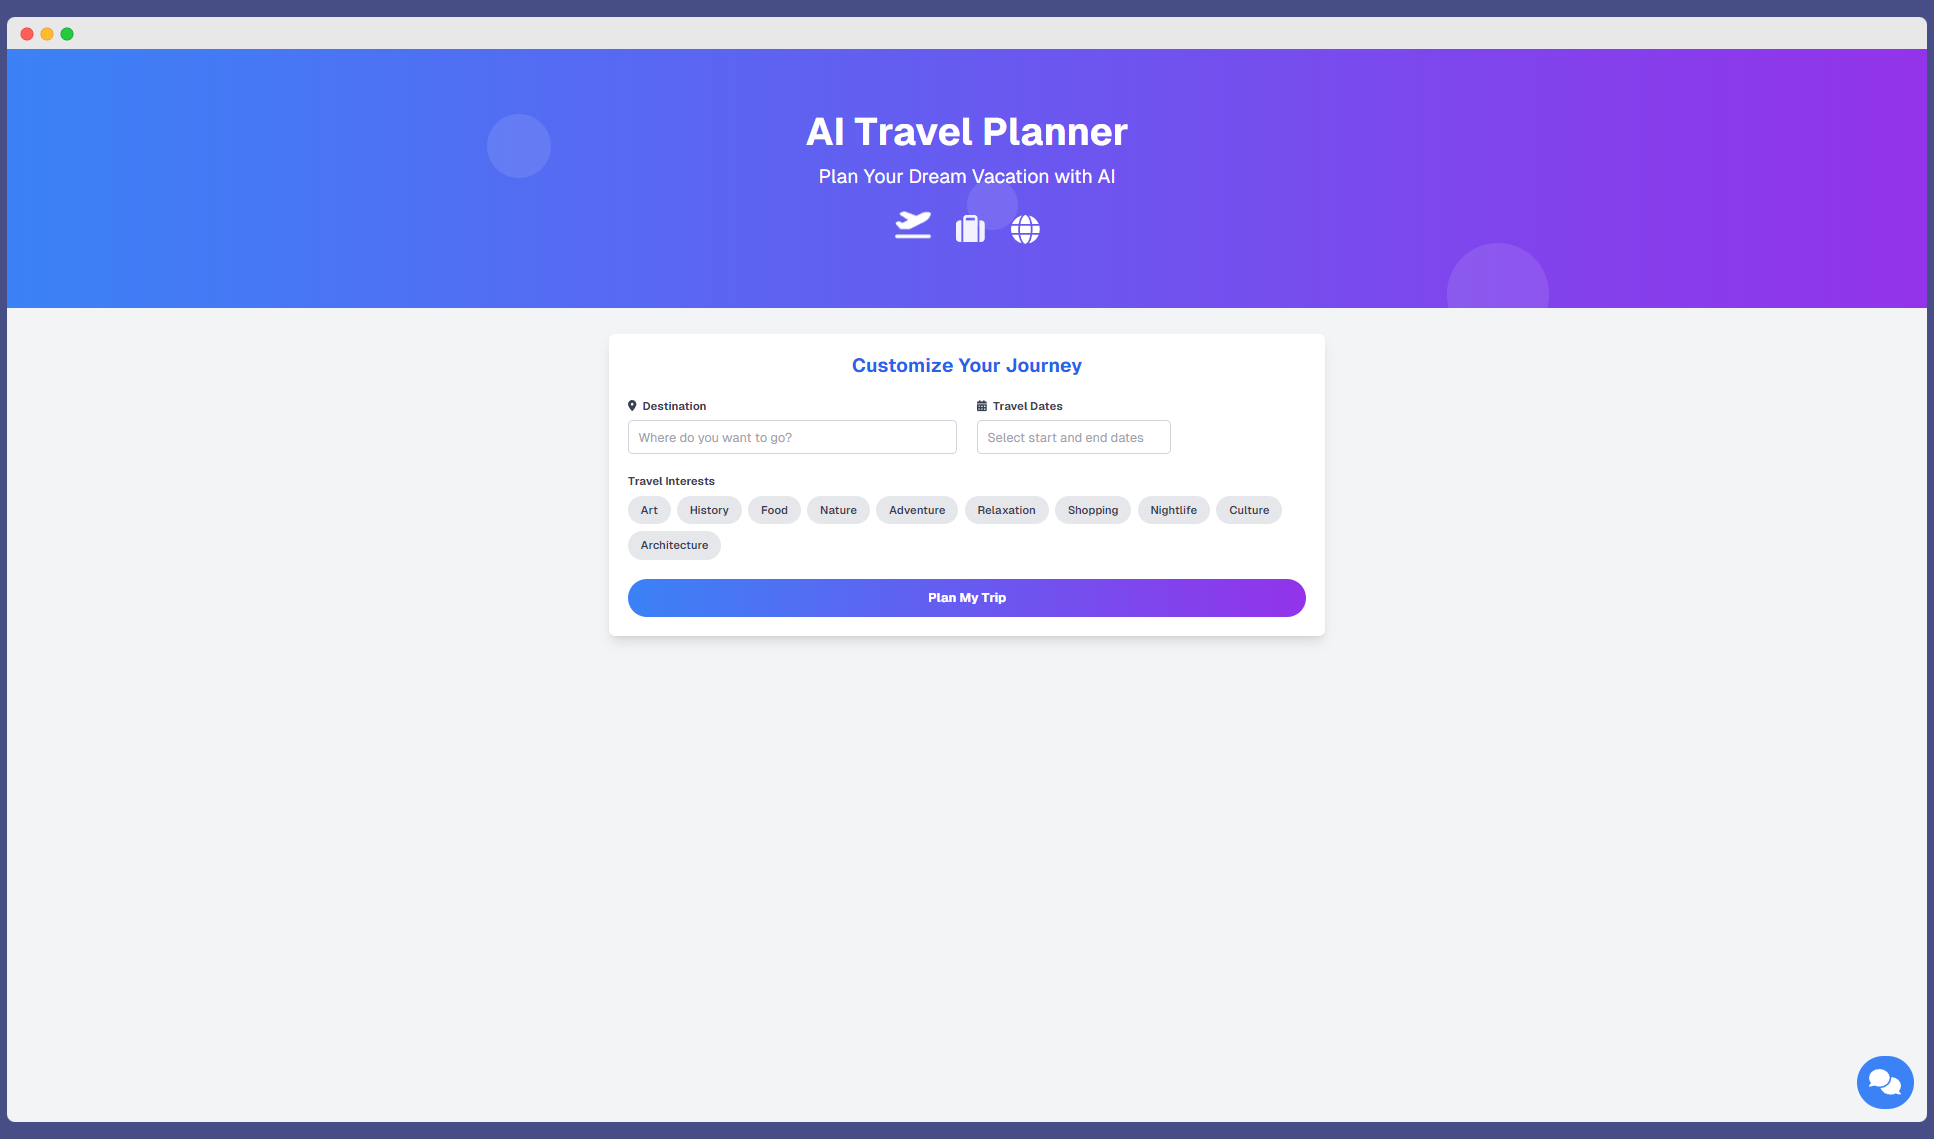 AI Travel Planner
Plan Your Dream Vacation with AI
Customize Your Journey
Destination
Travel Dates
Where do you want to go?
Select start and end dates
Travel Interests
Art History Food Nature Adventure Relaxation Shopping Nightlife Culture
Architecture
Plan My Trip